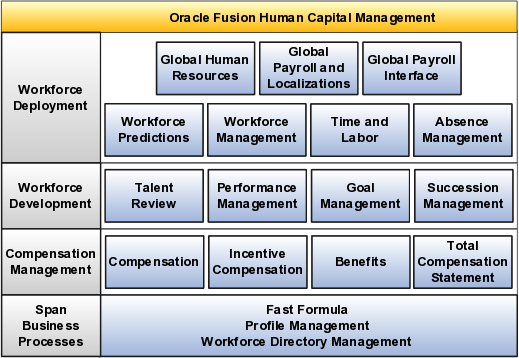 Oracle Fusion Human Capital Management
Workforce
Deployment
Global Human
Resources
Global
Payroll and
Localizations
Global Payroll
Interface
Workforce
Predictions
Workforce
Management
Time and
Labor
Absence
Management
Workforce
Development
Talent
Review
Performance
Management
Goal
Management
Succession
Management
Compensation
Management
Compensation
Incentive
Compensation
Benefits
Total
Compensation
Statement
Span
Business
Processes
Fast Formula
Profile Management
Workforce Directory Management